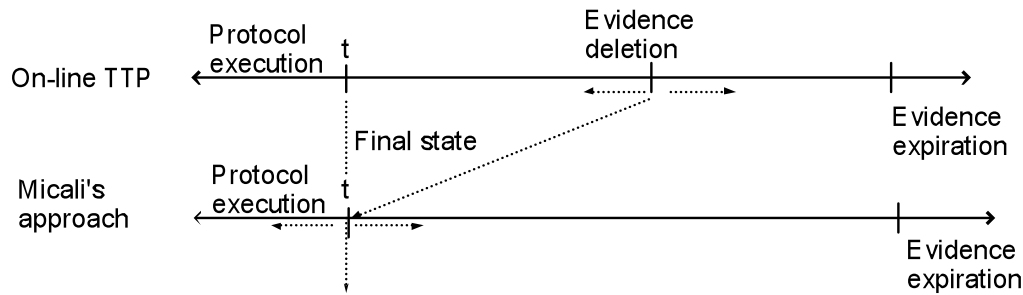 Evidence
deletion
Protocol
execution
t
On-line TTP
Evidence
expiration
Final state
Protocol
execution
t
Micali's
approach
Evidence
expiration